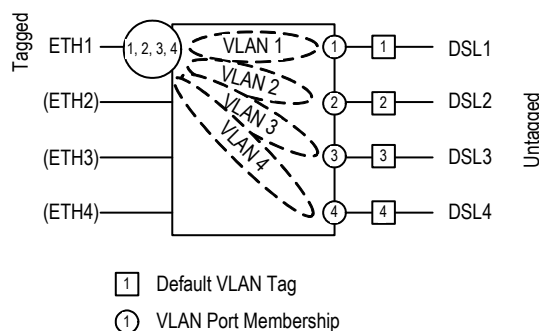 Tagged
ETH1
1, 2, 3, 4
VLAN 1
1
1
DSL1
(ETH2)
VLAN 2
2
2
DSL2
(ETH3)
VLAN 3
3
3
DSL3
(ETH4)
VLAN 4
4
4
DSL4
Untagged
1 Default VLAN Tag
1 VLAN Port Membership